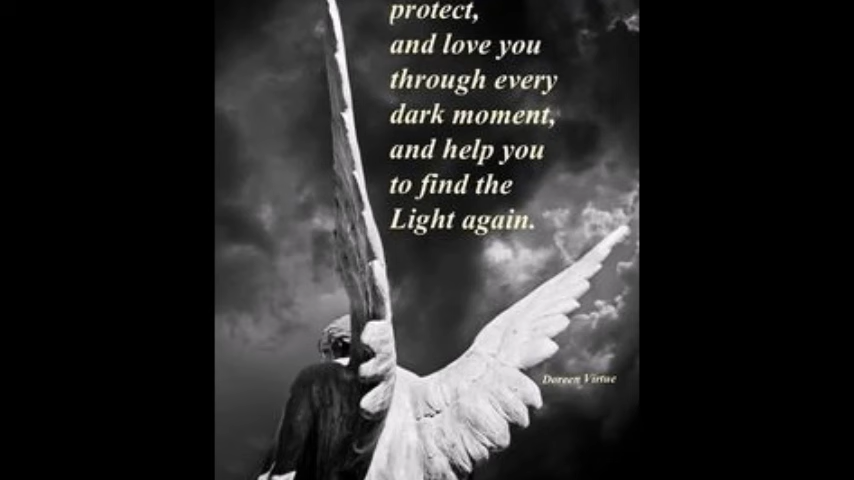 protect,
and love you
through every
dark moment,
and help you
to find the
Light again.
Doreen Virtue